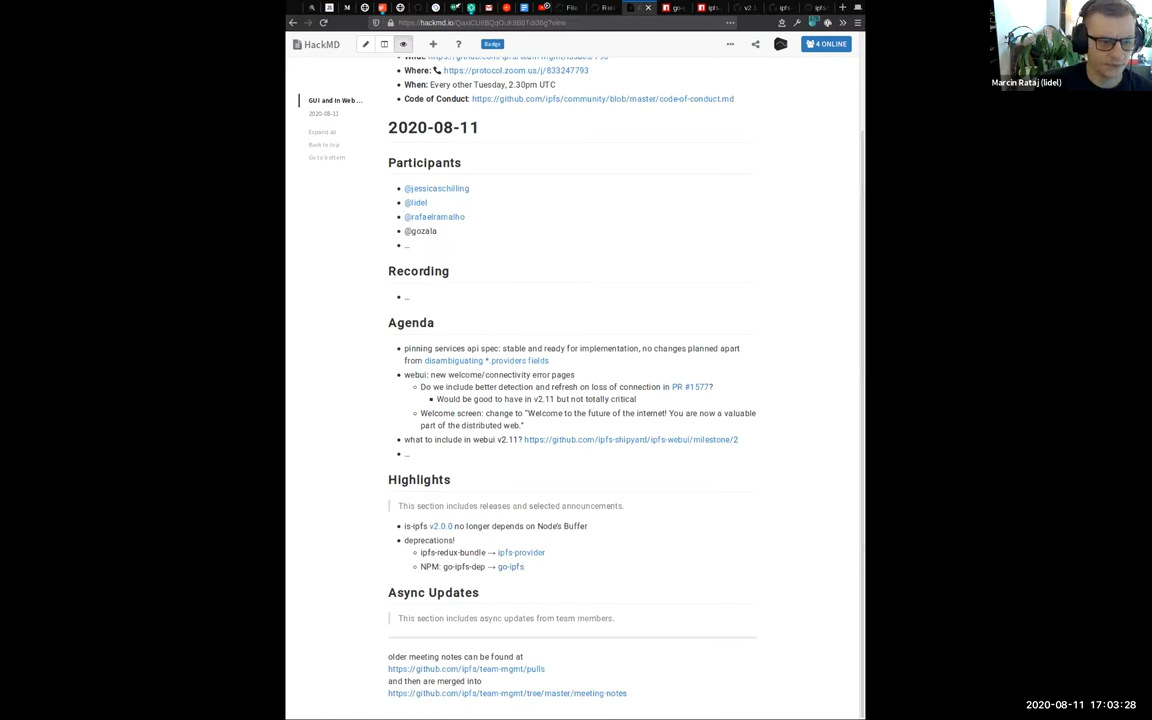 HackMD
Badge
4 ONLINE
Marcin Rataj (lidel)
GUI and In Web ...
2020-08-11
Expand all
Back to top
Go to bottom
Where: 📞 https://protocol.zoom.us/j/833247793
When: Every other Tuesday, 2.30pm UTC
Code of Conduct: https://github.com/ipfs/community/blob/master/code-of-conduct.md
2020-08-11
Participants
@jessicaschilling
@lidel
@rafaelramalho
@gozala
...
Recording
...
Agenda
pinning services api spec: stable and ready for implementation, no changes planned apart
from disambiguating *.providers fields
webui: new welcome/connectivity error pages
Do we include better detection and refresh on loss of connection in PR #1577?
Would be good to have in v2.11 but not totally critical
Welcome screen: change to “Welcome to the future of the internet! You are now a valuable
part of the distributed web.”
what to include in webui v2.11? https://github.com/ipfs-shipyard/ipfs-webui/milestone/2
...
Highlights
This section includes releases and selected announcements.
is-ipfs v2.0.0 no longer depends on Node’s Buffer
deprecations!
ipfs-redux-bundle → ipfs-provider
NPM: go-ipfs-dep → go-ipfs
Async Updates
This section includes async updates from team members.
older meeting notes can be found at
https://github.com/ipfs/team-mgmt/pulls
and then are merged into
https://github.com/ipfs/team-mgmt/tree/master/meeting-notes
2020-08-11 17:03:28